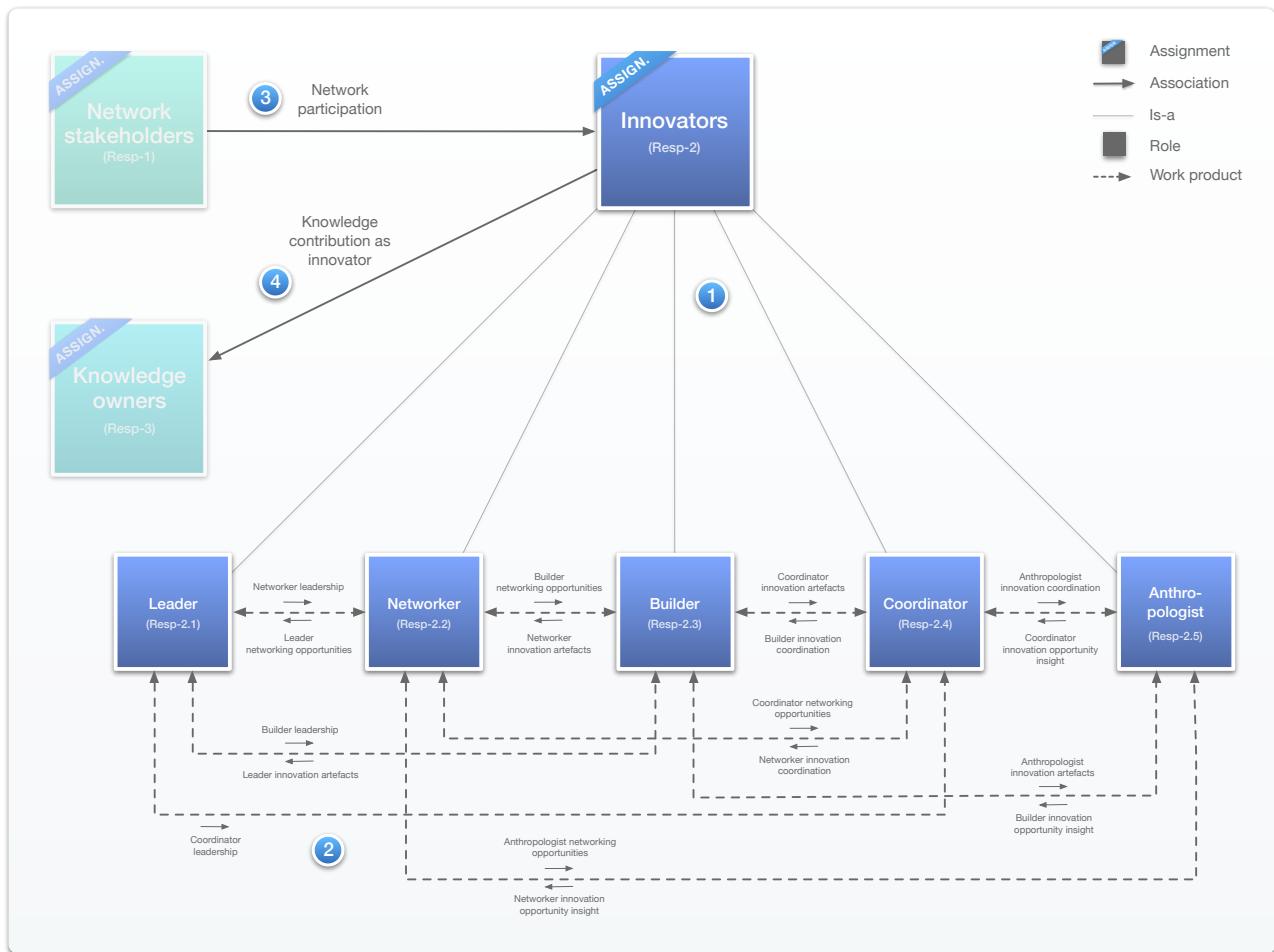 ASSIGN.
Network
stakeholders
(Resp-1)
3
Network
participation
ASSIGN.
Innovators
(Resp-2)
ASSIGN.
Assignment
Association
Is-a
Role
Work product
Knowledge
contribution as
innovator
4
1
ASSIGN.
Knowledge
owners
(Resp-3)
Leader
(Resp-2.1)
Networker leadership
Leader
networking opportunities
Networker
(Resp-2.2)
Builder
networking opportunities
Networker
innovation artefacts
Builder
(Resp-2.3)
Coordinator
innovation artefacts
Builder innovation
coordination
Coordinator
(Resp-2.4)
Anthropologist
innovation coordination
Coordinator
innovation opportunity
insight
Anthro-
pologist
(Resp-2.5)
Builder leadership
Leader innovation artefacts
Coordinator networking
opportunities
Networker innovation
coordination
Anthropologist
innovation artefacts
Builder innovation
opportunity insight
Coordinator
leadership
2
Anthropologist networking
opportunities
Networker innovation
opportunity insight